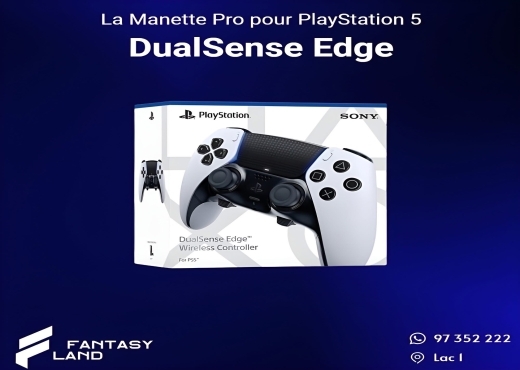 La Manette Pro pour PlayStation 5
DualSense Edge
PlayStation
SONY
DualSense Edge™
Wireless Controller
For PS5™
FANTASY
LAND
97 352 222
Lac 1